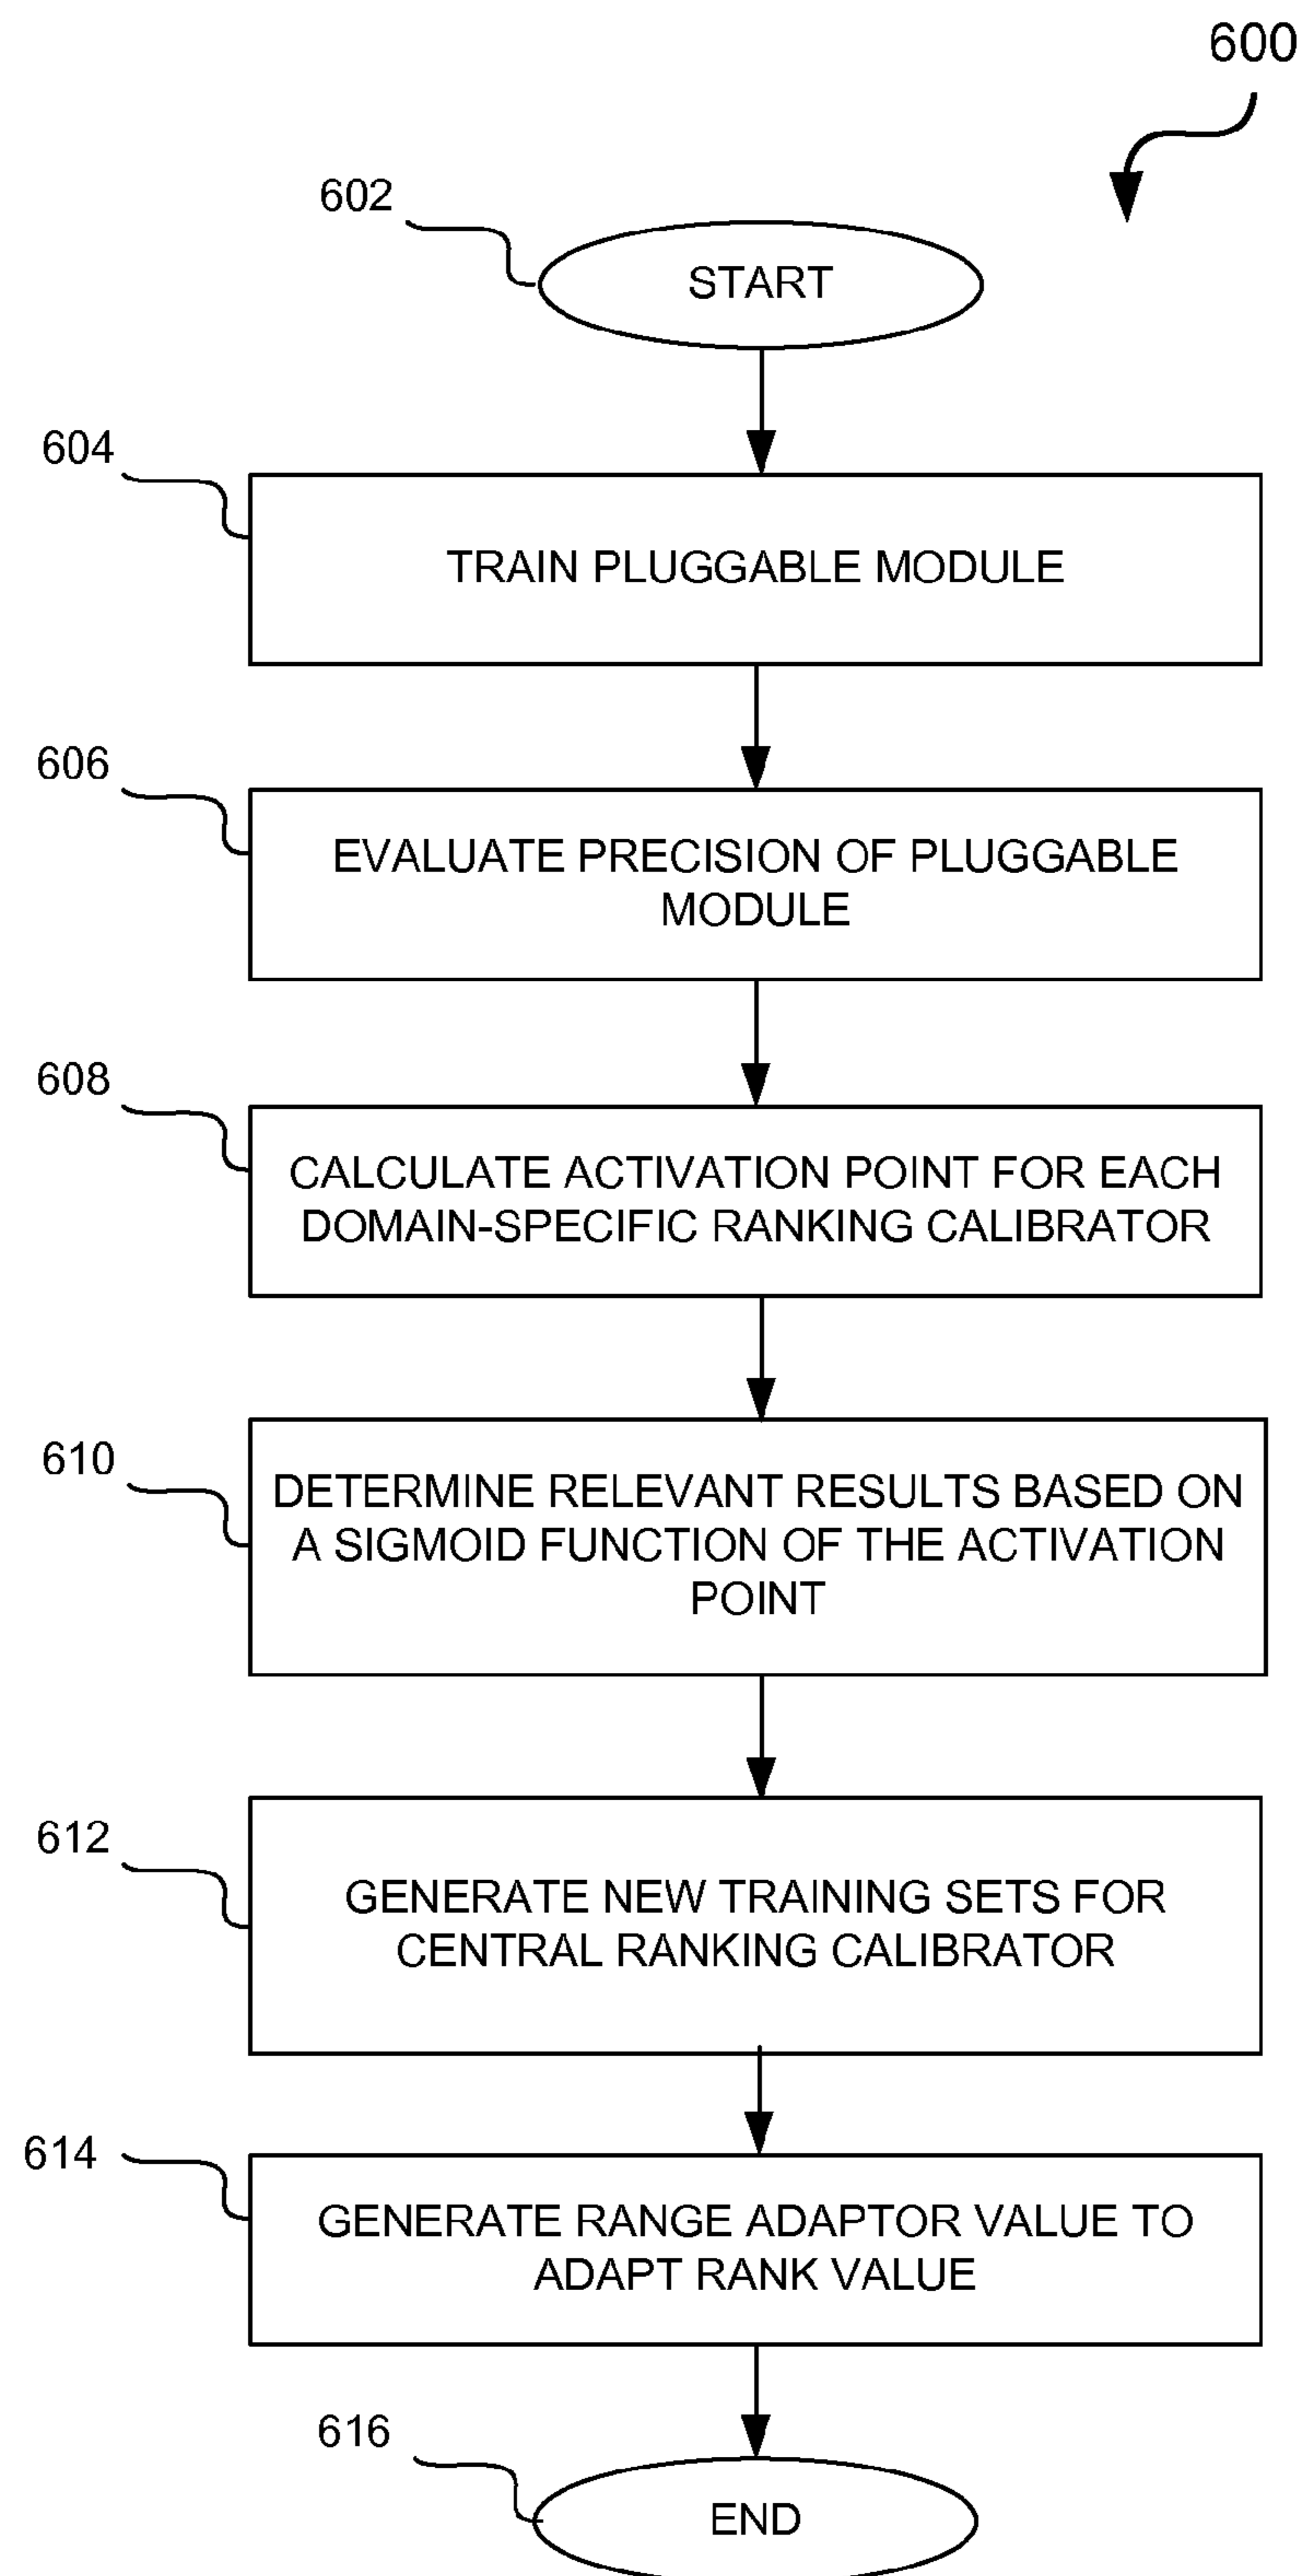 600
602
START
604
TRAIN PLUGGABLE MODULE
606
EVALUATE PRECISION OF PLUGGABLE
MODULE
608
CALCULATE ACTIVATION POINT FOR EACH
DOMAIN-SPECIFIC RANKING CALIBRATOR
610
DETERMINE RELEVANT RESULTS BASED ON
A SIGMOID FUNCTION OF THE ACTIVATION
POINT
612
GENERATE NEW TRAINING SETS FOR
CENTRAL RANKING CALIBRATOR
614
GENERATE RANGE ADAPTOR VALUE TO
ADAPT RANK VALUE
616
END